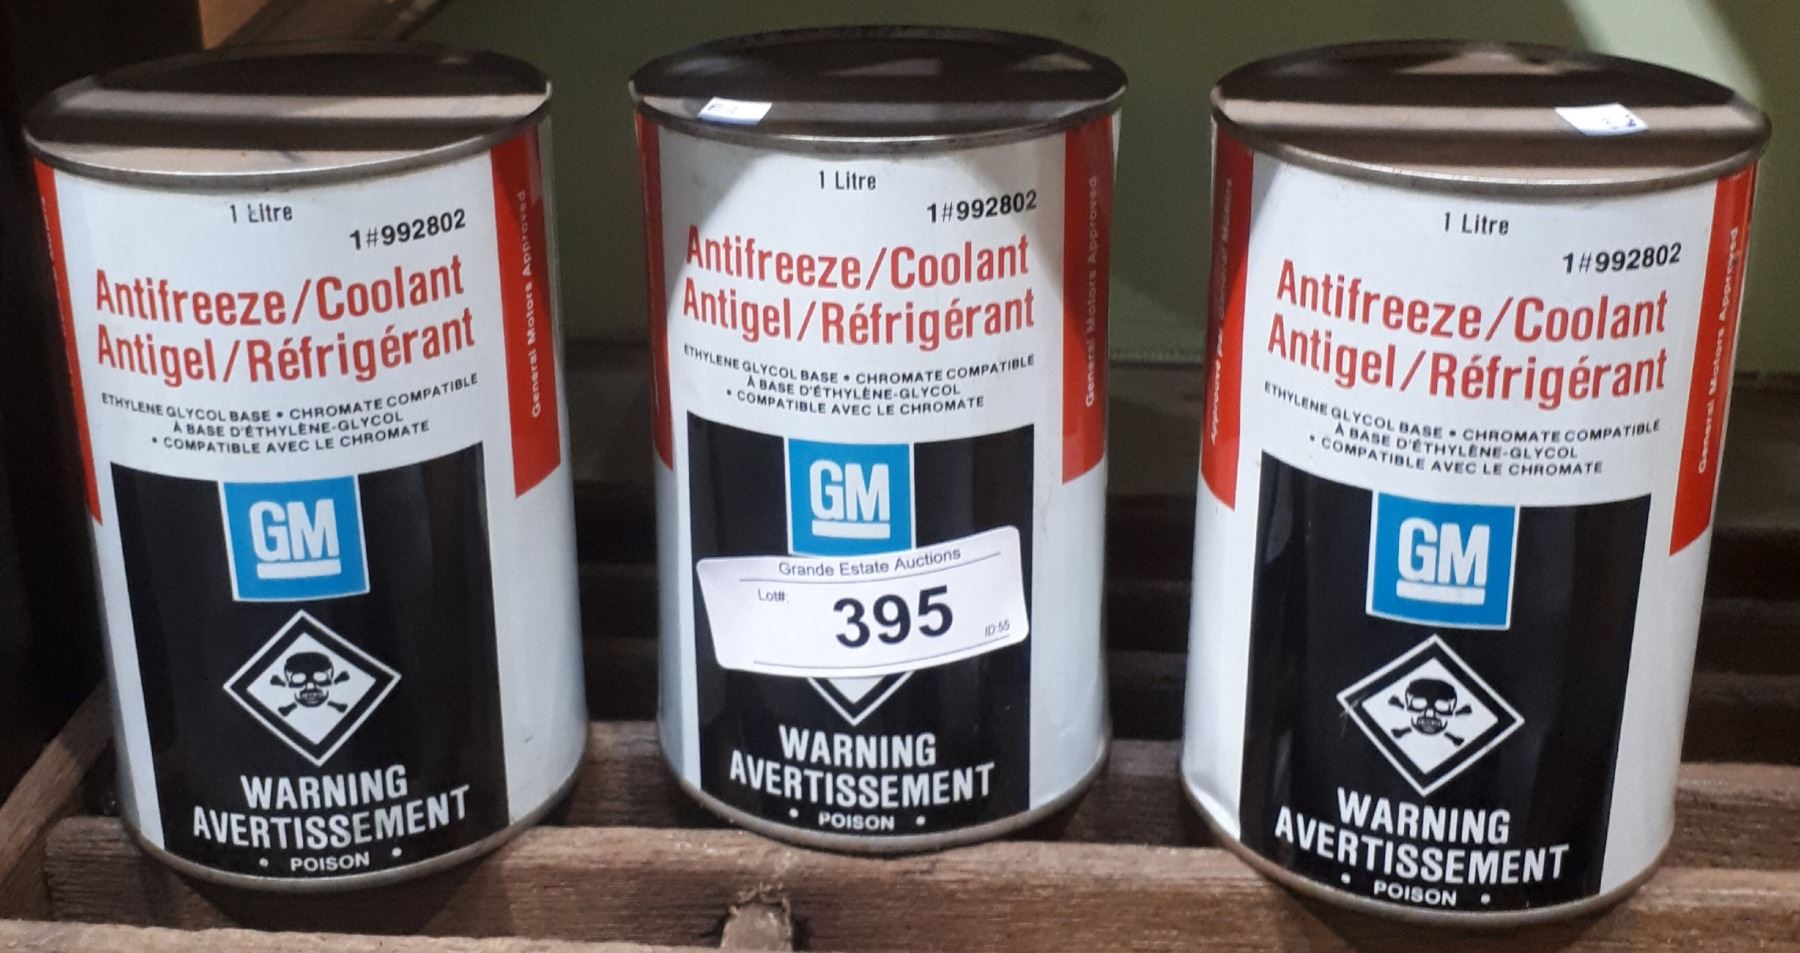 1 Litre
1#992802
Antifreeze/Coolant
Antigel/Réfrigérant
ETHYLENE GLYCOL BASE • CHROMATE COMPATIBLE
À BASE D'ÉTHYLÈNE-GLYCOL
• COMPATIBLE AVEC LE CHROMATE
General Motors Approved
GM
WARNING
AVERTISSEMENT
• POISON •
1 Litre
1#992802
Antifreeze/Coolant
Antigel/Réfrigérant
ETHYLENE GLYCOL BASE • CHROMATE COMPATIBLE
À BASE D'ÉTHYLÈNE-GLYCOL
• COMPATIBLE AVEC LE CHROMATE
General Motors Approved
GM
Grande Estate Auctions
Lot#:
395
ID:55
WARNING
AVERTISSEMENT
• POISON •
1 Litre
1#992802
Antifreeze/Coolant
Antigel/Réfrigérant
ETHYLENE GLYCOL BASE • CHROMATE COMPATIBLE
À BASE D'ÉTHYLÈNE-GLYCOL
• COMPATIBLE AVEC LE CHROMATE
General Motors Approved
GM
WARNING
AVERTISSEMENT
• POISON •